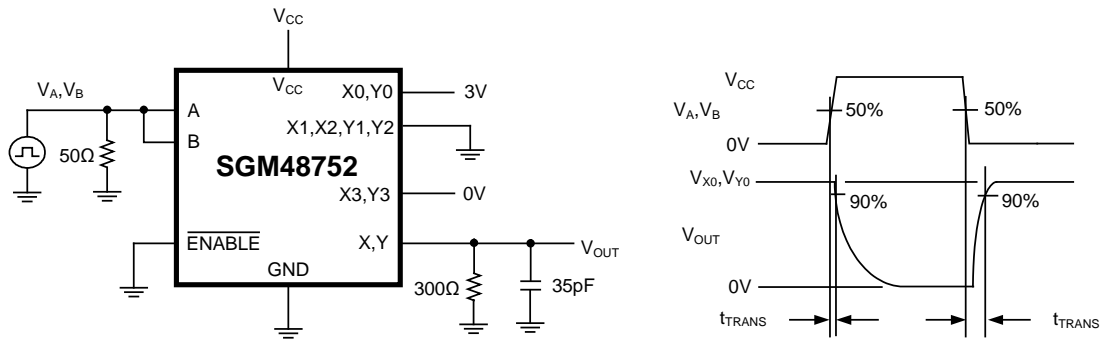 VCC
VA,VB
VCC
A
B
50Ω
SGM48752
X0,Y0
3V
X1,X2,Y1,Y2
X3,Y3
0V
ENABLE
X,Y
VOUT
GND
300Ω
35pF
VCC
VA,VB
50%
50%
0V
VX0,VY0
90%
90%
VOUT
0V
tTRANS
tTRANS